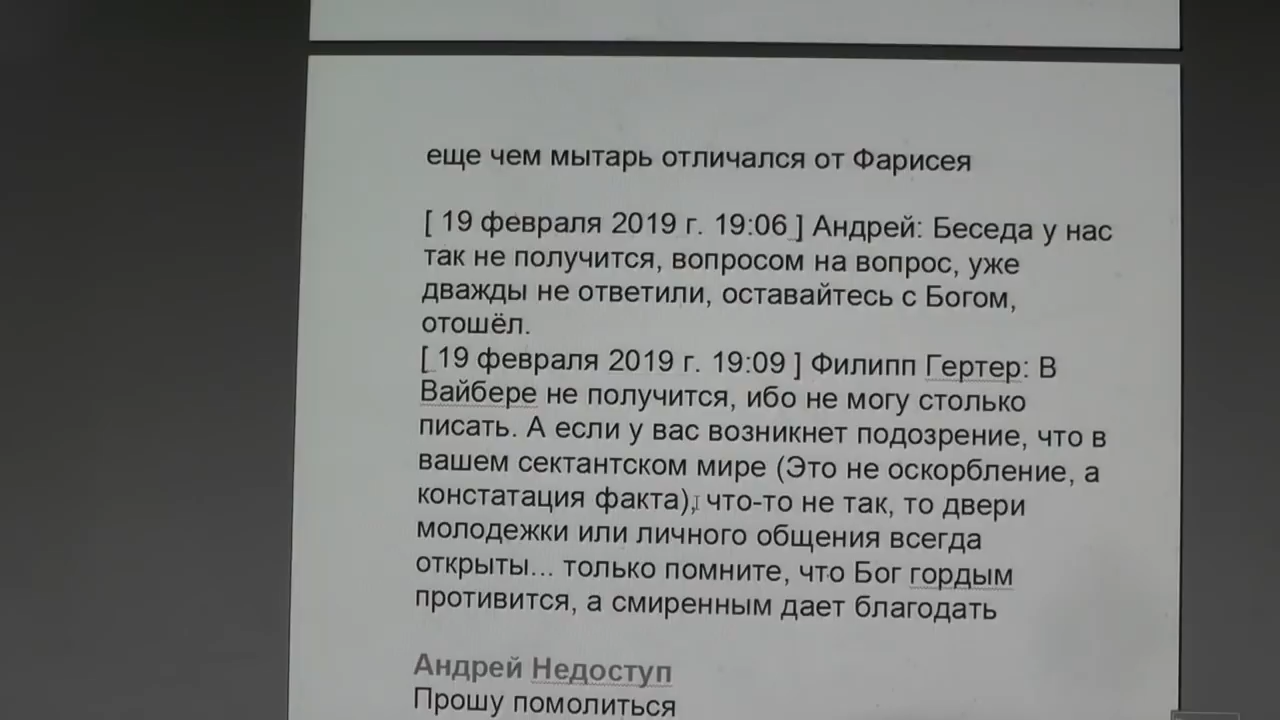 еще чем мытарь отличался от Фарисея
[ 19 февраля 2019 г. 19:06 ] Андрей: Беседа у нас
так не получится, вопросом на вопрос, уже
дважды не ответили, оставайтесь с Богом,
отошёл.
[ 19 февраля 2019 г. 19:09 ] Филипп Гертер: В
Вайбере не получится, ибо не могу столько
писать. А если у вас возникнет подозрение, что в
вашем сектантском мире (Это не оскорбление, а
констатация факта), что-то не так, то двери
молодежки или личного общения всегда
открыты... только помните, что Бог гордым
противится, а смиренным дает благодать
Андрей Недоступ
Прошу помолиться